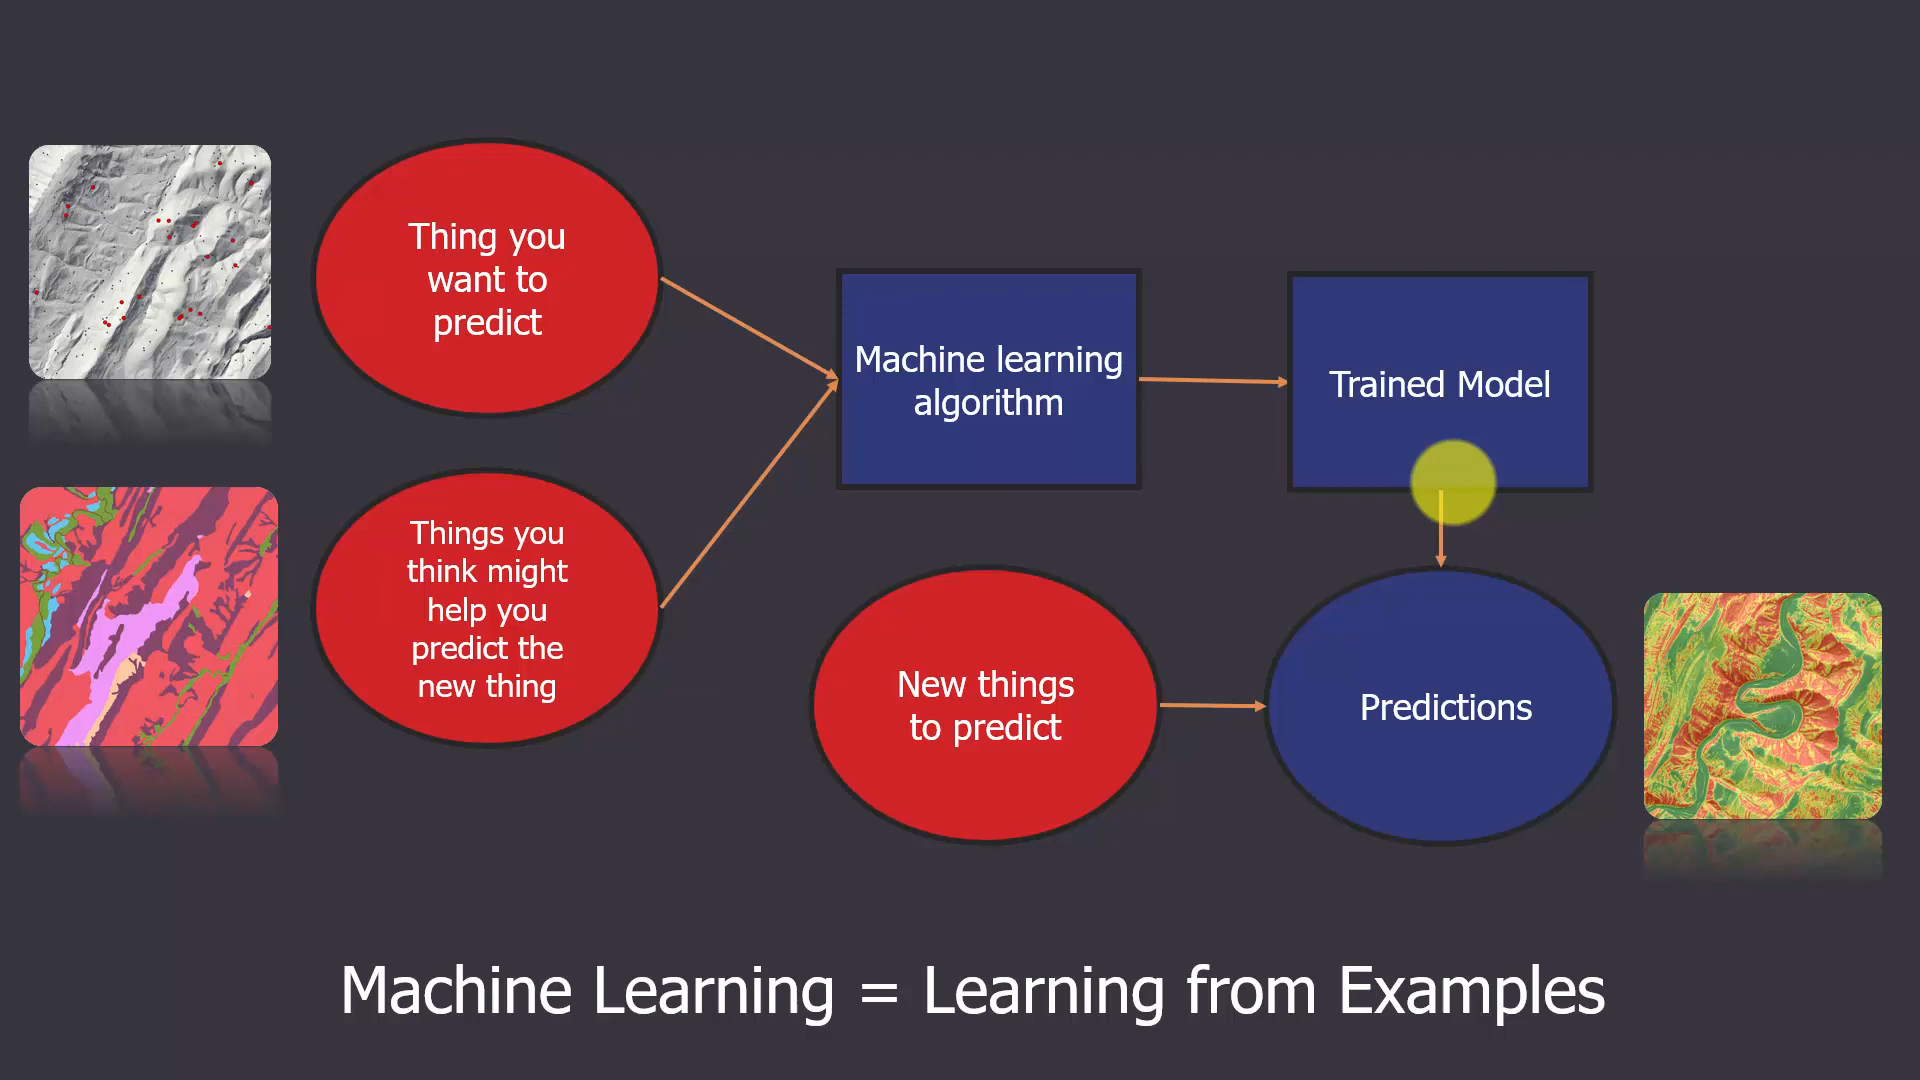 Thing you
want to
predict
Things you
think might
help you
predict the
new thing
Machine learning
algorithm
Trained Model
New things
to predict
Predictions
Machine Learning = Learning from Examples